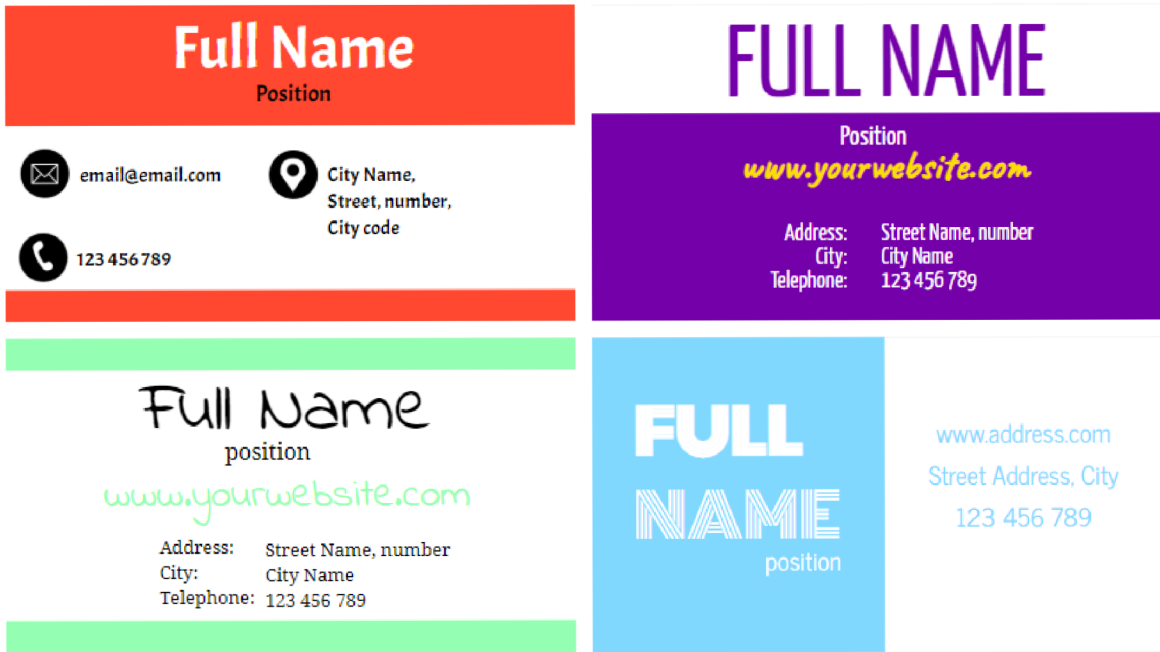 Full Name
Position
email@email.com
City Name,
Street, number,
City code
123 456 789
FULL NAME
Position
www.yourwebsite.com
Address: Street Name, number
City: City Name
Telephone: 123 456 789
Full Name
position
www.yourwebsite.com
Address: Street Name, number
City: City Name
Telephone: 123 456 789
FULL
NAME
position
www.address.com
Street Address, City
123 456 789